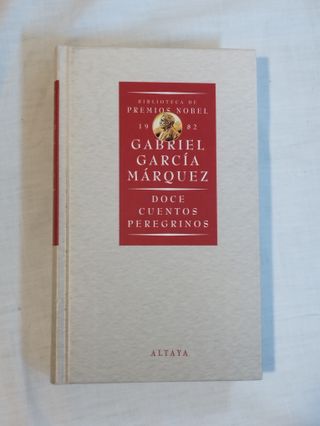 BIBLIOTECA DE
PREMIOS NOBEL
19 82
GABRIEL
GARCÍA
MÁRQUEZ
DOCE
CUENTOS
PEREGRINOS
ALTAYA